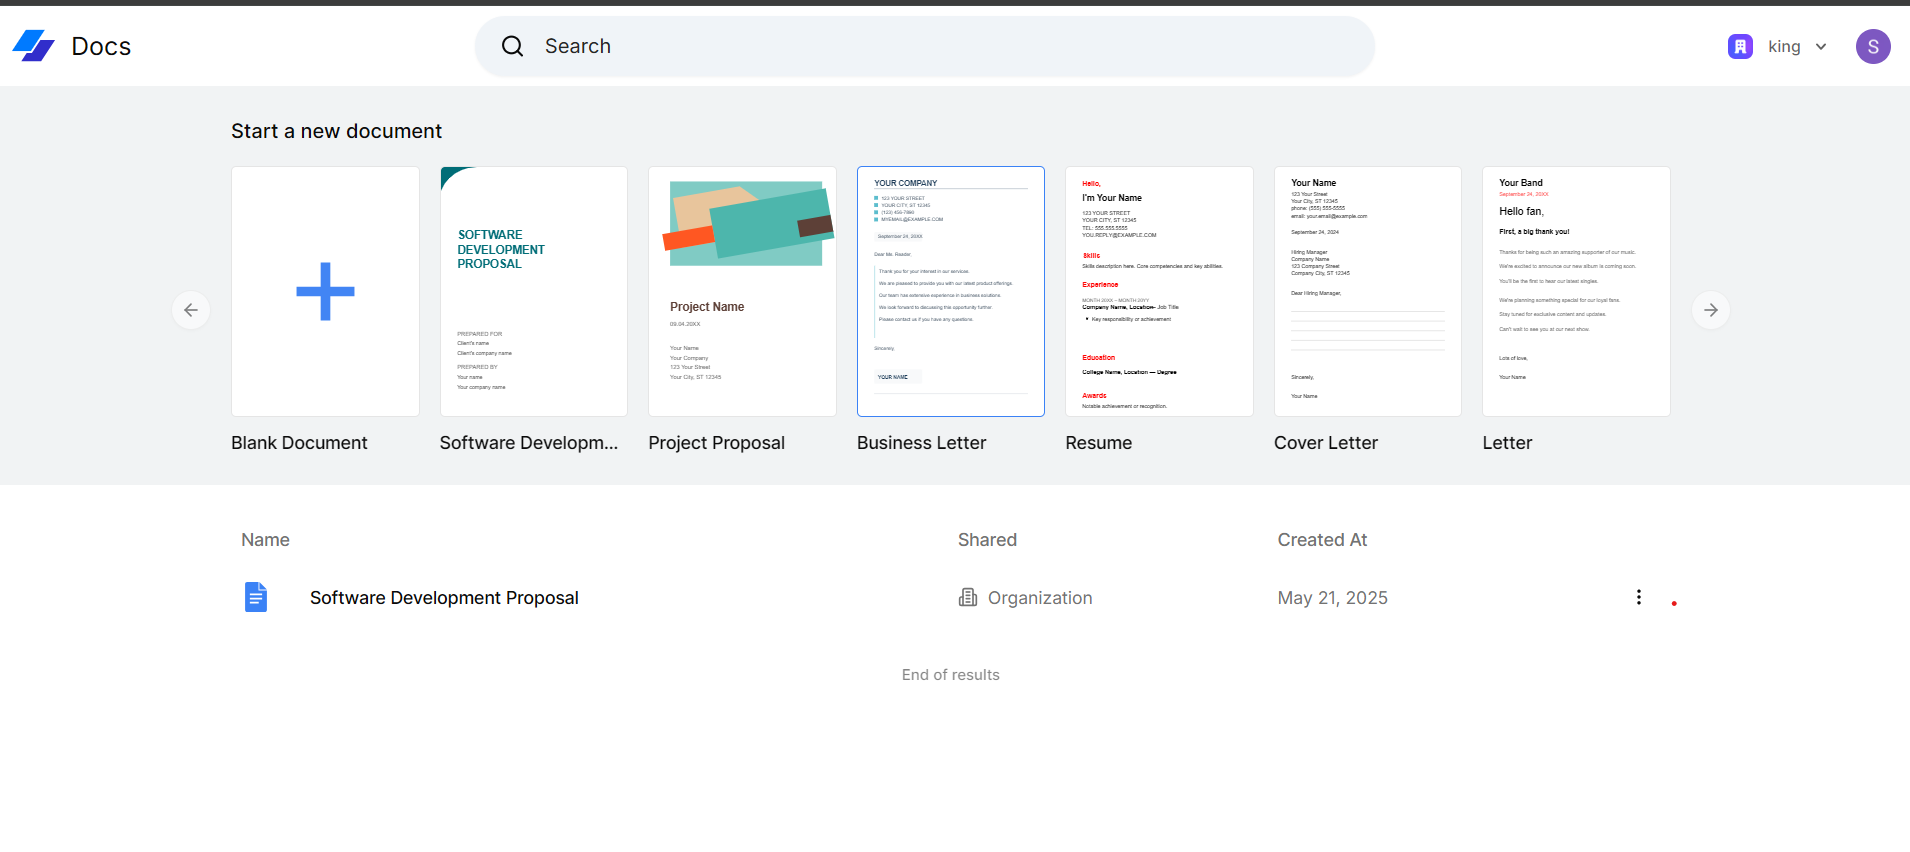 Docs
Search
king
S
Start a new document
SOFTWARE
DEVELOPMENT
PROPOSAL
PREPARED FOR
Client's name
Client's company name
PREPARED BY
Your name
Your company name
Project Name
09.04.20XX
Your Name
Your Company
123 Your Street
Your City, ST 12345
YOUR COMPANY
123 YOUR STREET
YOUR CITY, ST 12345
(123) 456-7890
MYEMAIL@EXAMPLE.COM
September 24, 20XX
Dear Ms. Reader,
Thank you for your interest in our services.
We are pleased to provide you with our latest product offerings.
Our team has extensive experience in business solutions.
We look forward to discussing this opportunity further.
Please contact us if you have any questions.
Sincerely,
YOUR NAME
Hello,
I'm Your Name
123 YOUR STREET
YOUR CITY, ST 12345
TEL: 555.555.5555
YOU.REPLY@EXAMPLE.COM
Skills
Skills description here. Core competencies and key abilities.
Experience
MONTH 20XX – MONTH 20YY
Company Name, Location– Job Title
• Key responsibility or achievement
Education
College Name, Location — Degree
Awards
Notable achievement or recognition.
Your Name
123 Your Street
Your City, ST 12345
phone: (555) 555-5555
email: your.email@example.com
September 24, 2024
Hiring Manager
Company Name
123 Company Street
Company City, ST 12345
Dear Hiring Manager,
Sincerely,
Your Name
Your Band
September 24, 20XX
Hello fan,
First, a big thank you!
Thanks for being such an amazing supporter of our music.
We're excited to announce our new album is coming soon.
You'll be the first to hear our latest singles.
We're planning something special for our loyal fans.
Stay tuned for exclusive content and updates.
Can't wait to see you at our next show.
Lots of love,
Your Name
Blank Document
Software Developm...
Project Proposal
Business Letter
Resume
Cover Letter
Letter
Name
Shared
Created At
Software Development Proposal
Organization
May 21, 2025
End of results